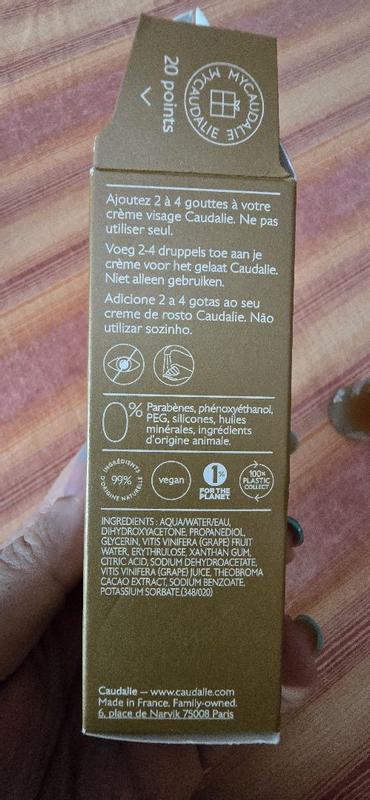 MYCAUDALIE MYCAUDALIE
20 points
Ajoutez 2 à 4 gouttes à votre
crème visage Caudalie. Ne pas
utiliser seul.
Voeg 2-4 druppels toe aan je
crème voor het gelaat Caudalie.
Niet alleen gebruiken.
Adicione 2 a 4 gotas ao seu
creme de rosto Caudalie. Não
utilizar sozinho.
0% Parabènes, phénoxyéthanol,
PEG, silicones, huiles
minérales, ingrédients
d'origine animale.
INGRÉDIENTS
99%
D'ORIGINE NATURELLE
vegan
1%
FOR THE
PLANET
100%
PLASTIC
COLLECT
INGREDIENTS : AQUA/WATER/EAU,
DIHYDROXYACETONE, PROPANEDIOL,
GLYCERIN, VITIS VINIFERA (GRAPE) FRUIT
WATER, ERYTHRULOSE, XANTHAN GUM,
CITRIC ACID, SODIUM DEHYDROACETATE,
VITIS VINIFERA (GRAPE) JUICE, THEOBROMA
CACAO EXTRACT, SODIUM BENZOATE,
POTASSIUM SORBATE.(348/020)
Caudalie — www.caudalie.com
Made in France. Family-owned.
6, place de Narvik 75008 Paris